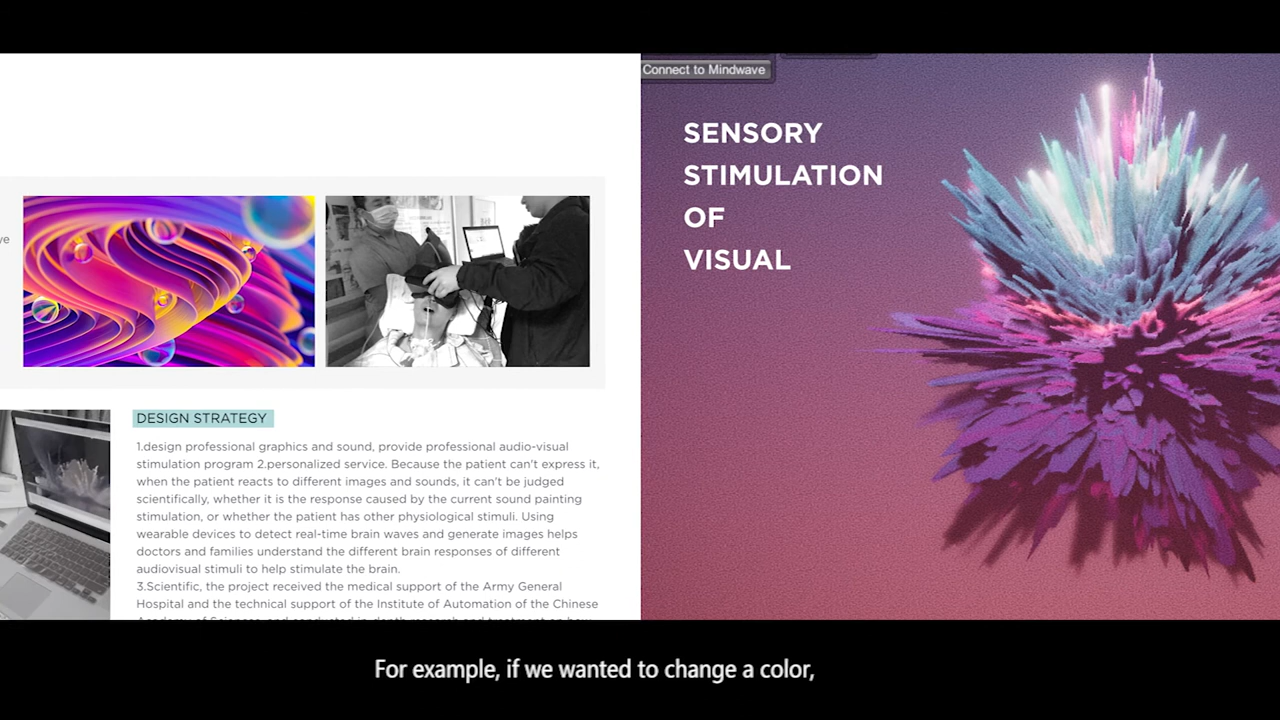 ve
DESIGN STRATEGY
1.design professional graphics and sound, provide professional audio-visual
stimulation program 2.personalized service. Because the patient can't express it,
when the patient reacts to different images and sounds, it can't be judged
scientifically, whether it is the response caused by the current sound painting
stimulation, or whether the patient has other physiological stimuli. Using
wearable devices to detect real-time brain waves and generate images helps
doctors and families understand the different brain responses of different
audiovisual stimuli to help stimulate the brain.
3.Scientific, the project received the medical support of the Army General
Hospital and the technical support of the Institute of Automation of the Chinese
Connect to Mindwave
SENSORY
STIMULATION
OF
VISUAL
For example, if we wanted to change a color,